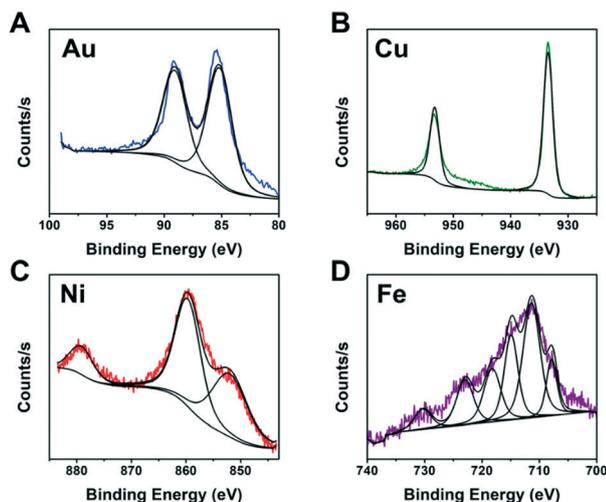 A
Au
Counts/s
100 95 90 85 80
Binding Energy (eV)
B
Cu
Counts/s
960 950 940 930
Binding Energy (eV)
C
Ni
Counts/s
880 870 860 850
Binding Energy (eV)
D
Fe
Counts/s
740 730 720 710 700
Binding Energy (eV)